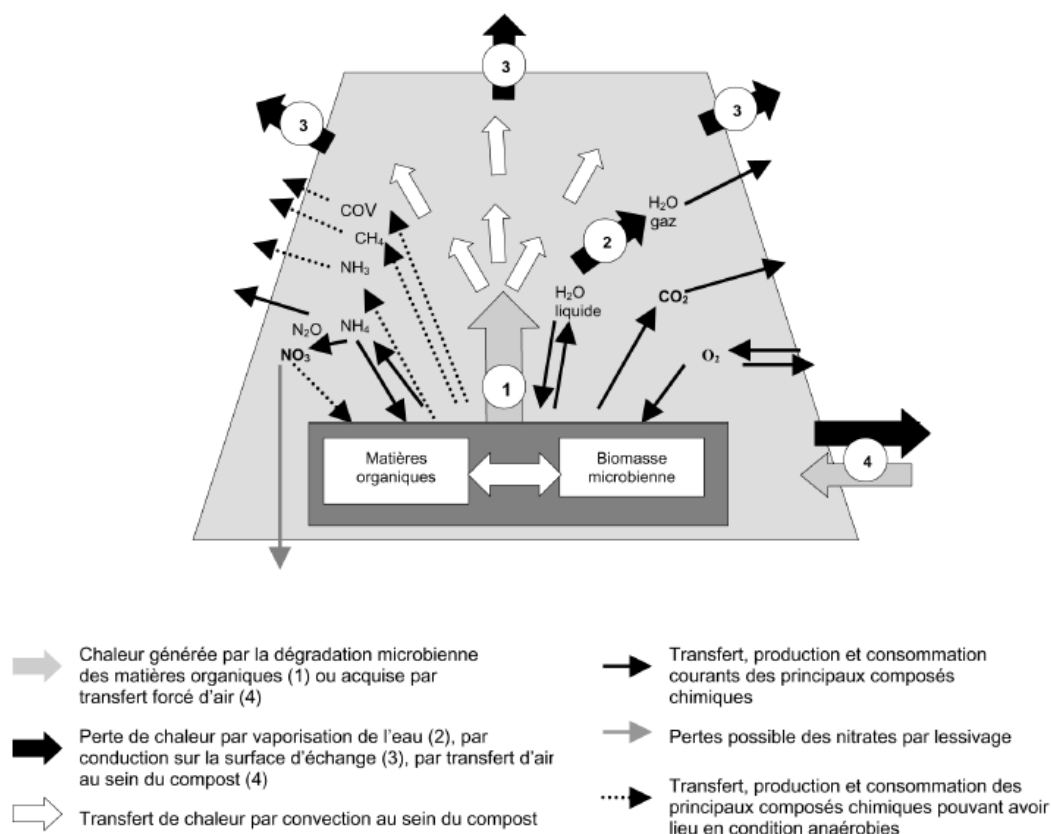 3
3
3
COV
CH₄
NH₃
N₂O
NH₄
NO₃
H₂O
gaz
2
H₂O
liquide
CO₂
O₂
1
4
Matières
organiques
Biomasse
microbienne
Chaleur générée par la dégradation microbienne
des matières organiques (1) ou acquise par
transfert forcé d'air (4)
Perte de chaleur par vaporisation de l'eau (2), par
conduction sur la surface d'échange (3), par transfert d'air
au sein du compost (4)
Transfert de chaleur par convection au sein du compost
Transfert, production et consommation
courants des principaux composés
chimiques
Pertes possible des nitrates par lessivage
Transfert, production et consommation des
principaux composés chimiques pouvant avoir
lieu en condition anaérobies